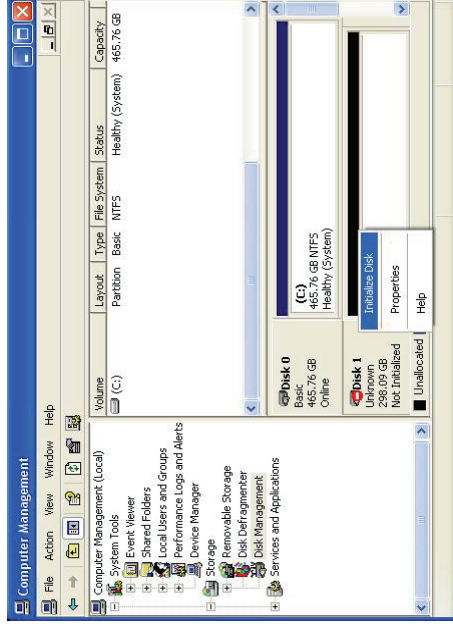 Computer Management
File Action View Window Help
Computer Management (Local)
System Tools
Event Viewer
Shared Folders
Local Users and Groups
Performance Logs and Alerts
Device Manager
Storage
Removable Storage
Disk Defragmenter
Disk Management
Services and Applications
Volume Layout Type File System Status Capacity
(C:) Partition Basic NTFS Healthy (System) 465.76 GB
Disk 0
Basic
465.76 GB
Online
(C:)
465.76 GB NTFS
Healthy (System)
Disk 1
Unknown
298.09 GB
Not Initialized
Initialize Disk
Properties
Help
Unallocated